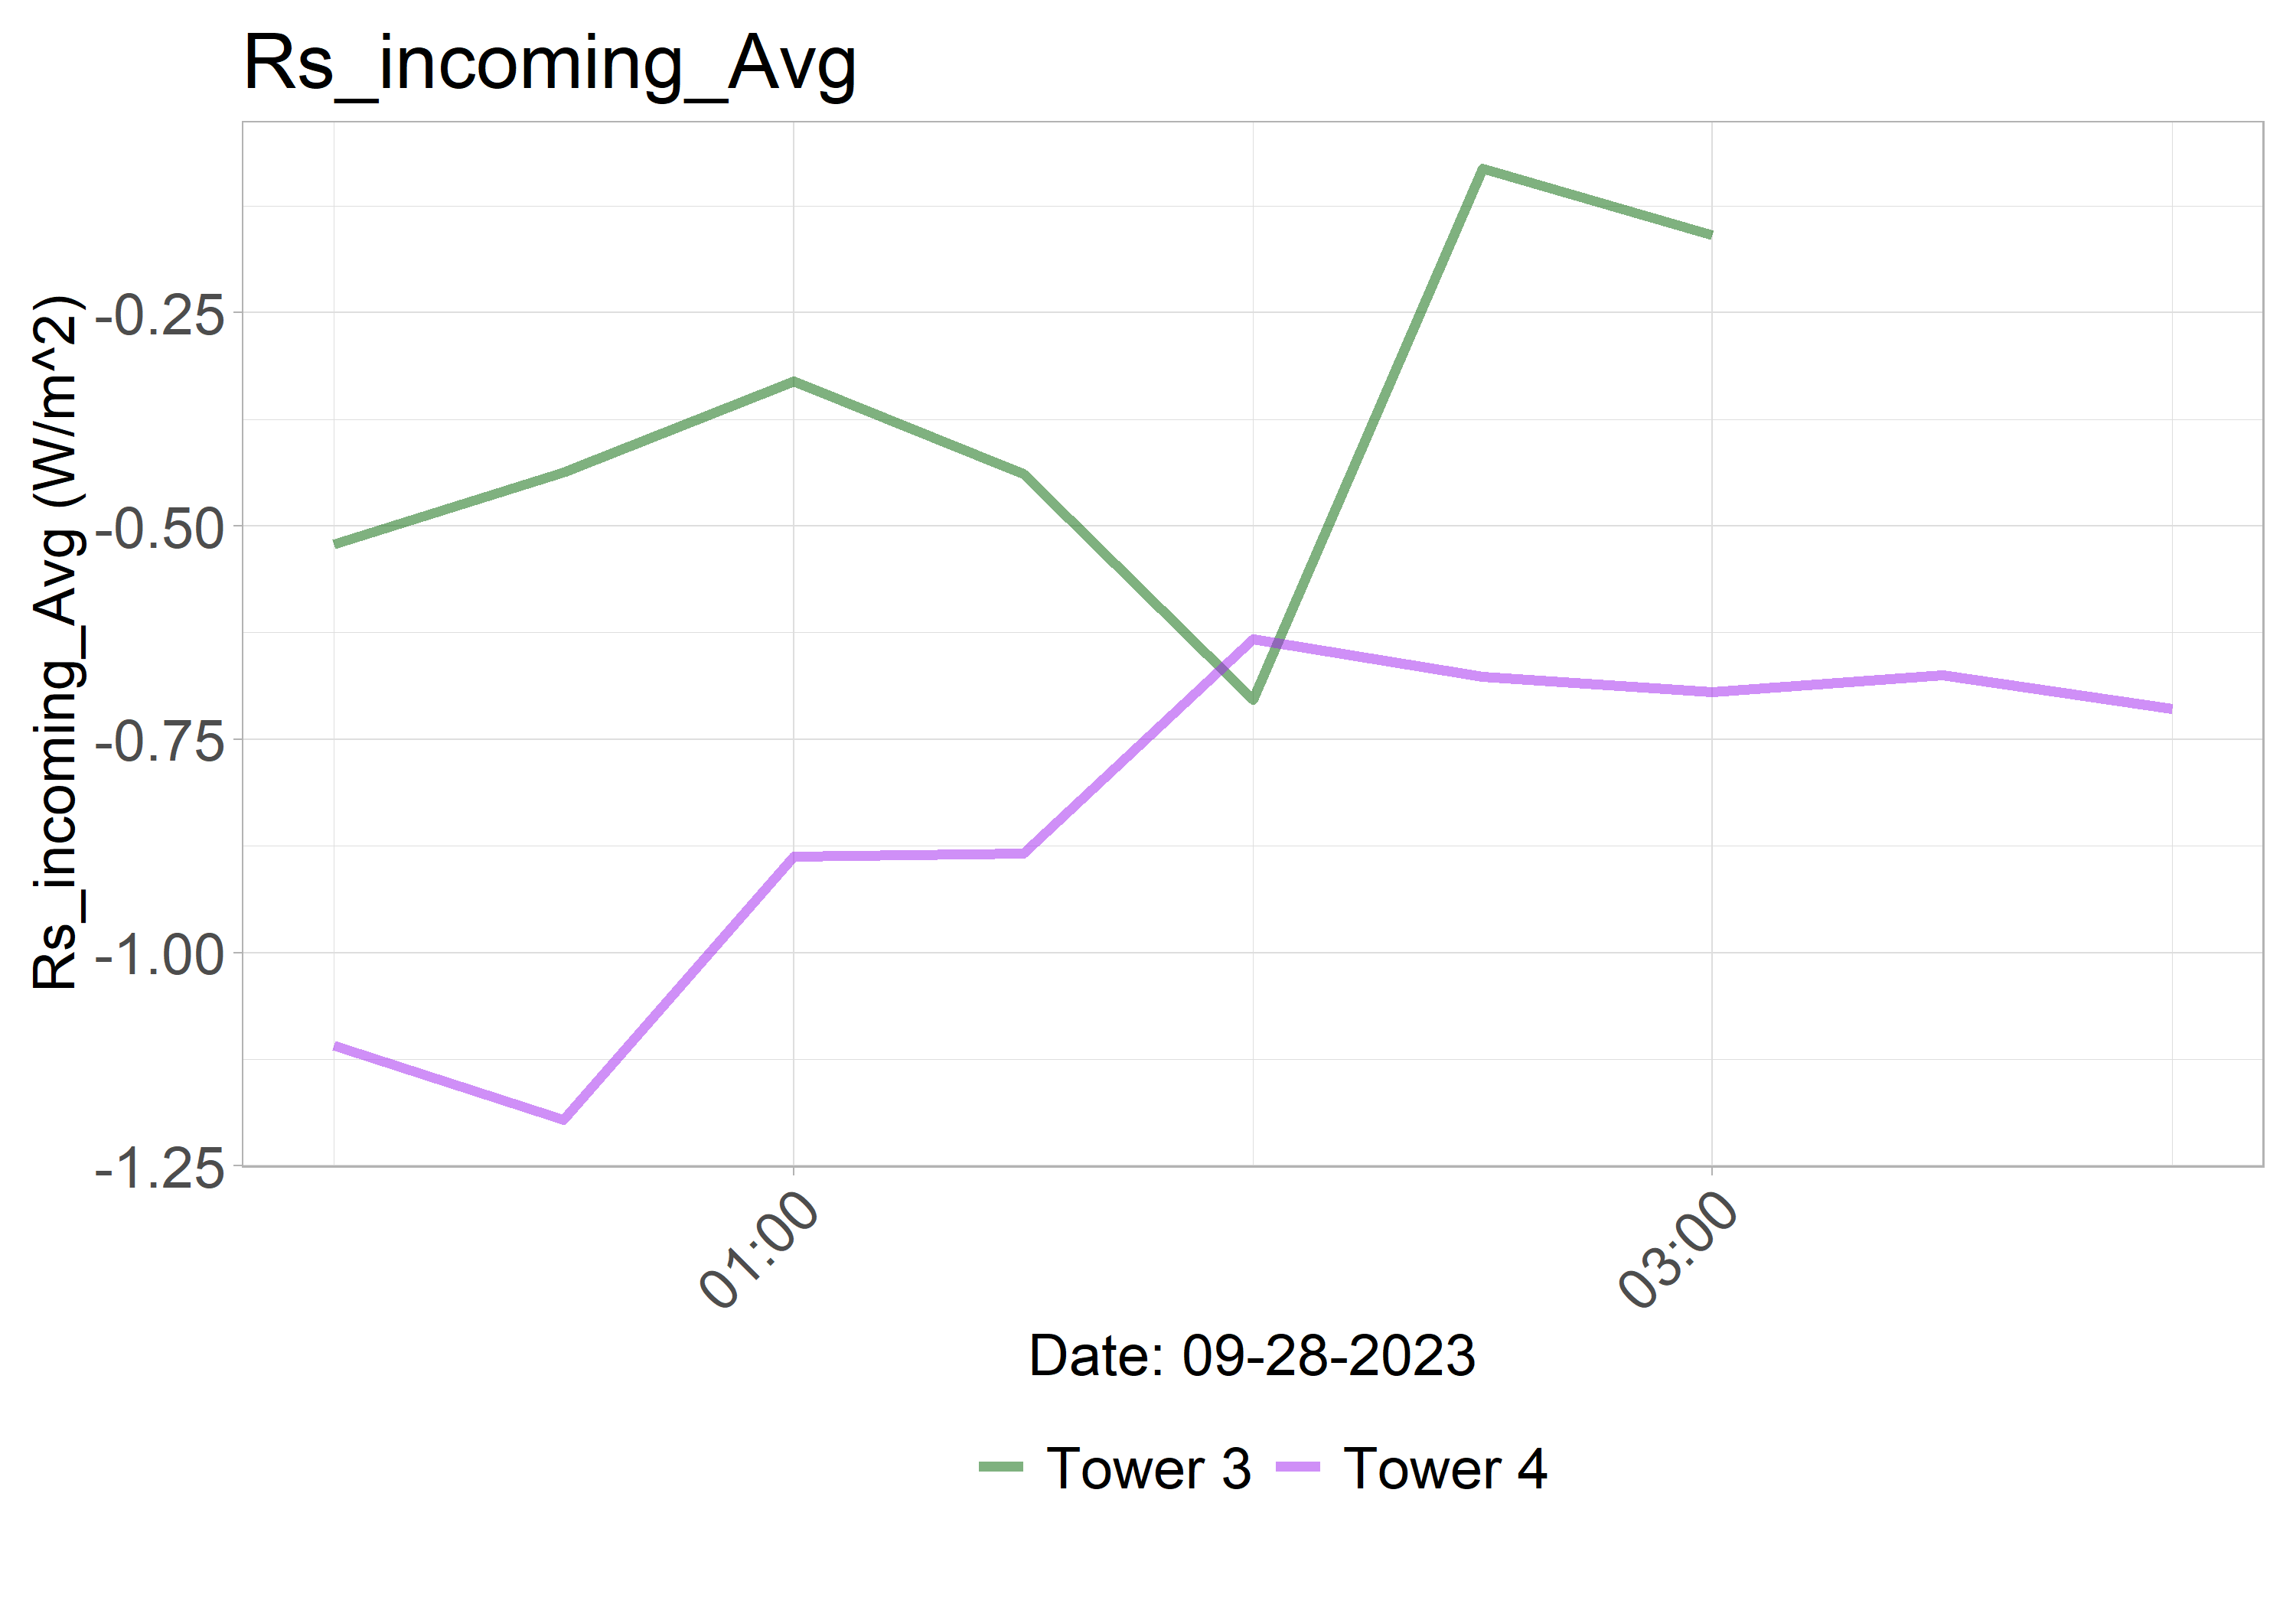 Rs_incoming_Avg
Rs_incoming_Avg (W/m^2)
-0.25
-0.50
-0.75
-1.00
-1.25
01:00
03:00
Date: 09-28-2023
Tower 3
Tower 4